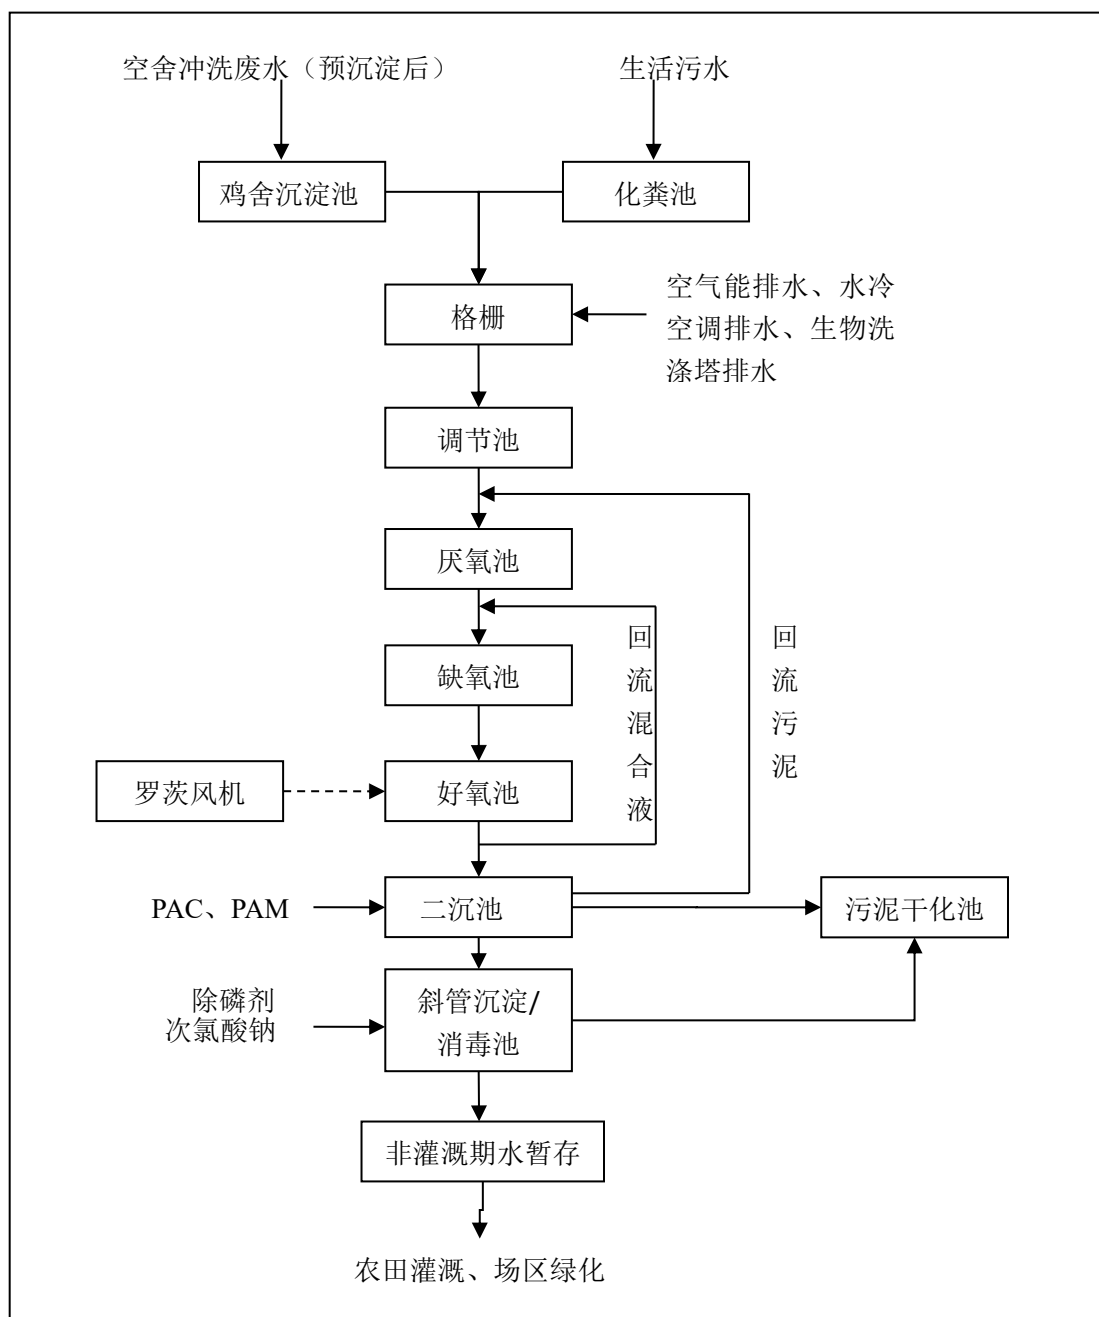 空舍冲洗废水（预沉淀后）
生活污水
鸡舍沉淀池
化粪池
格栅
空气能排水、水冷
空调排水、生物洗
涤塔排水
调节池
厌氧池
缺氧池
回流混合液
回流污泥
罗茨风机
好氧池
PAC、PAM
二沉池
污泥干化池
除磷剂
次氯酸钠
斜管沉淀/
消毒池
非灌溉期水暂存
农田灌溉、场区绿化